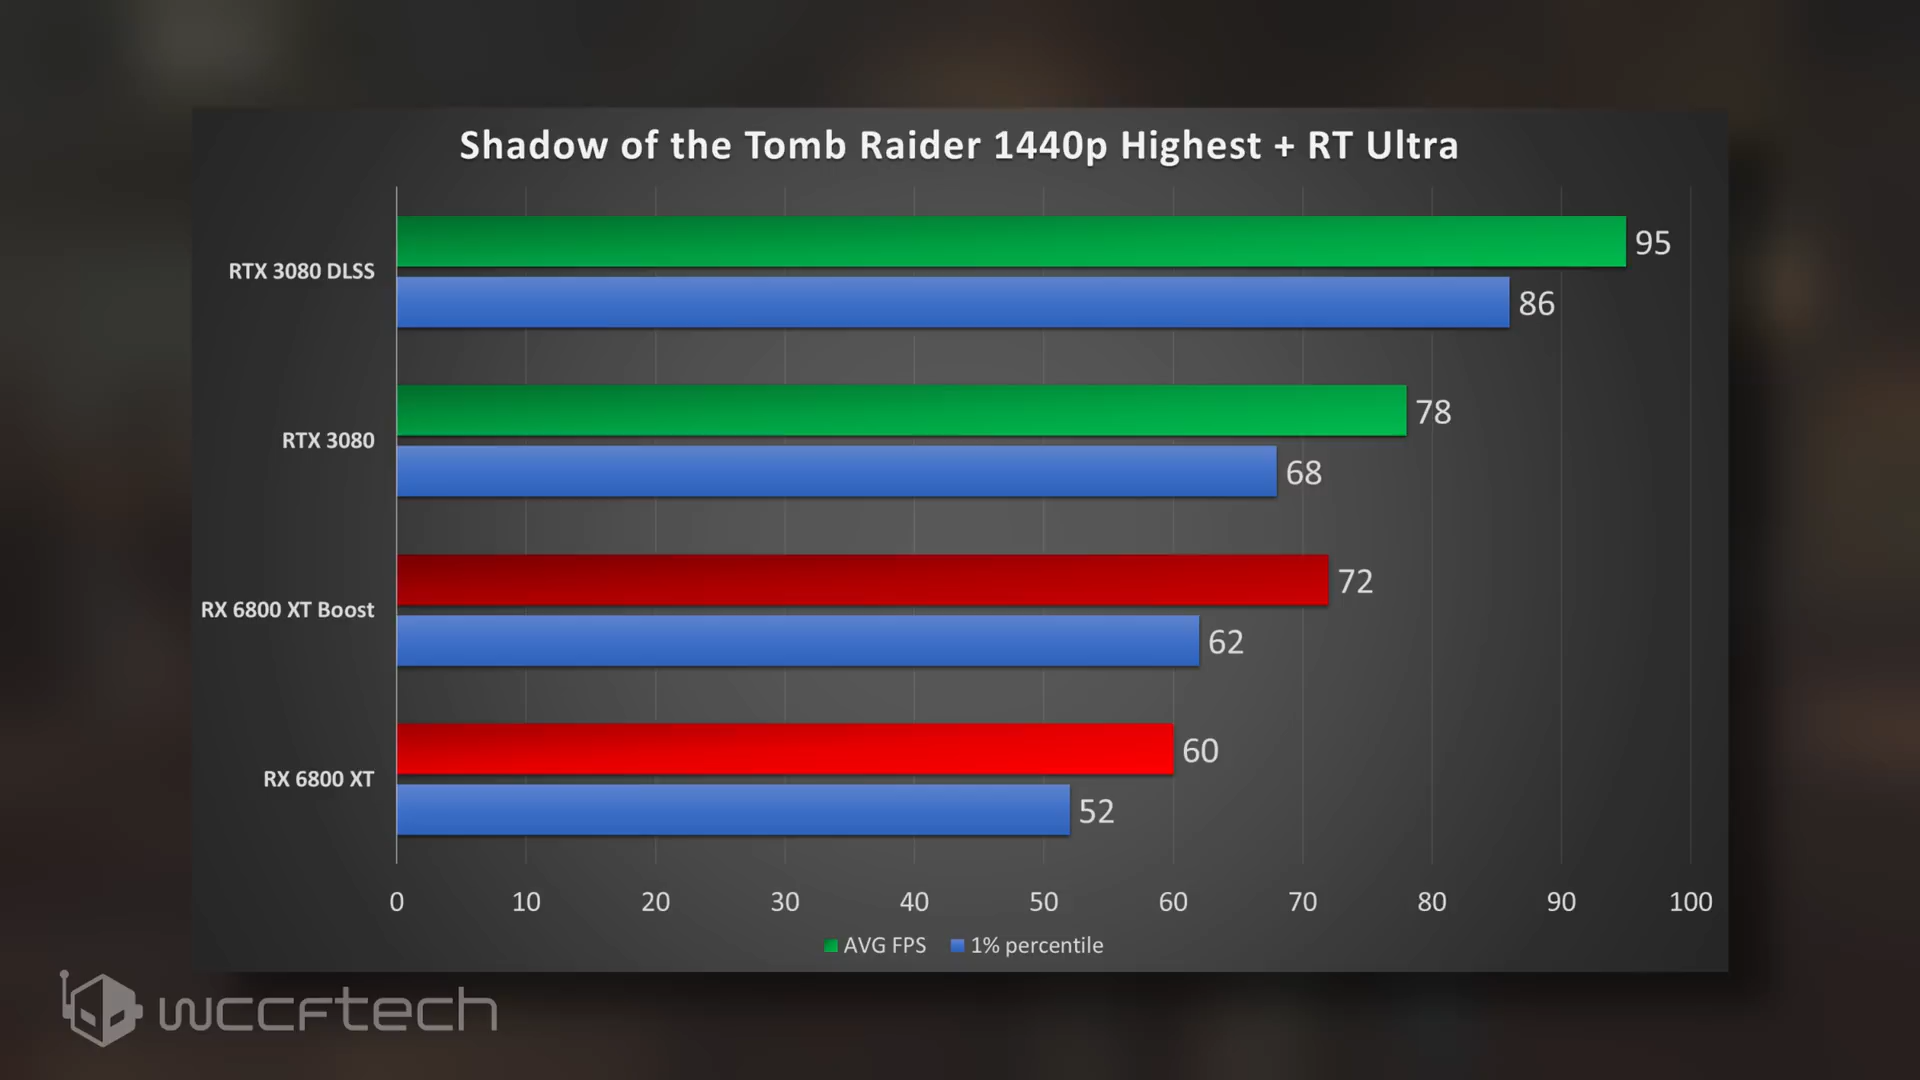 Shadow of the Tomb Raider 1440p Highest + RT Ultra
RTX 3080 DLSS
95
86
RTX 3080
78
68
RX 6800 XT Boost
72
62
RX 6800 XT
60
52
0 10 20 30 40 50 60 70 80 90 100
AVG FPS 1% percentile
wccftech